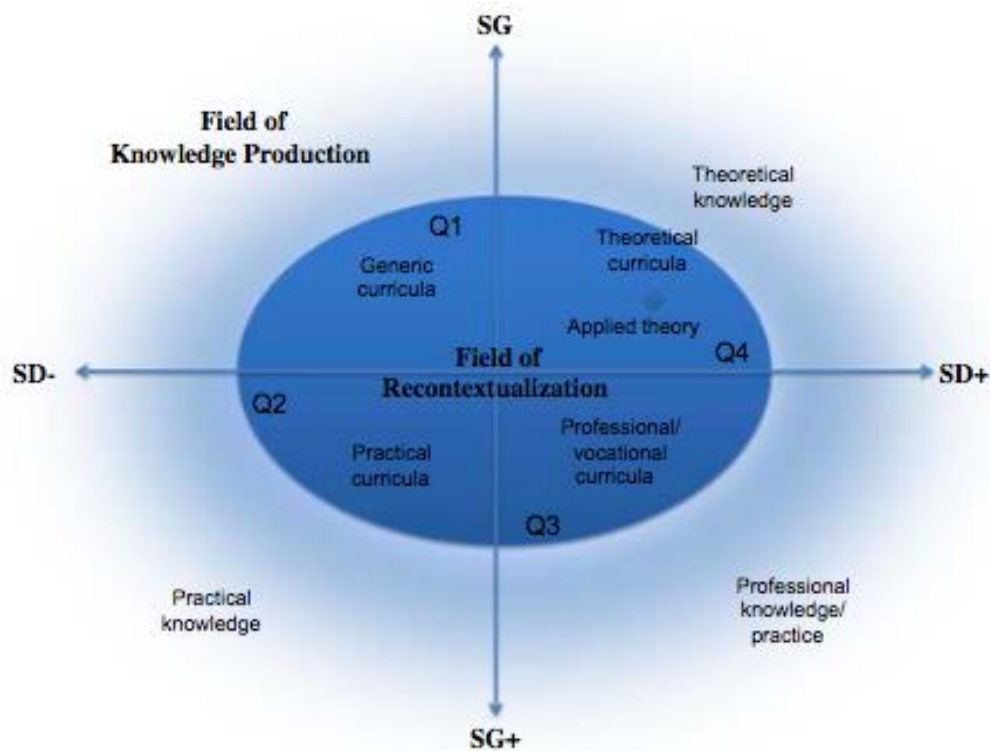 SG
Field of
Knowledge Production
Theoretical
knowledge
Q1
Theoretical
curricula
Generic
curricula
Applied theory
Q4
Field of
Recontextualization
SD-
SD+
Q2
Professional/
vocational
curricula
Practical
curricula
Q3
Practical
knowledge
Professional
knowledge/
practice
SG+